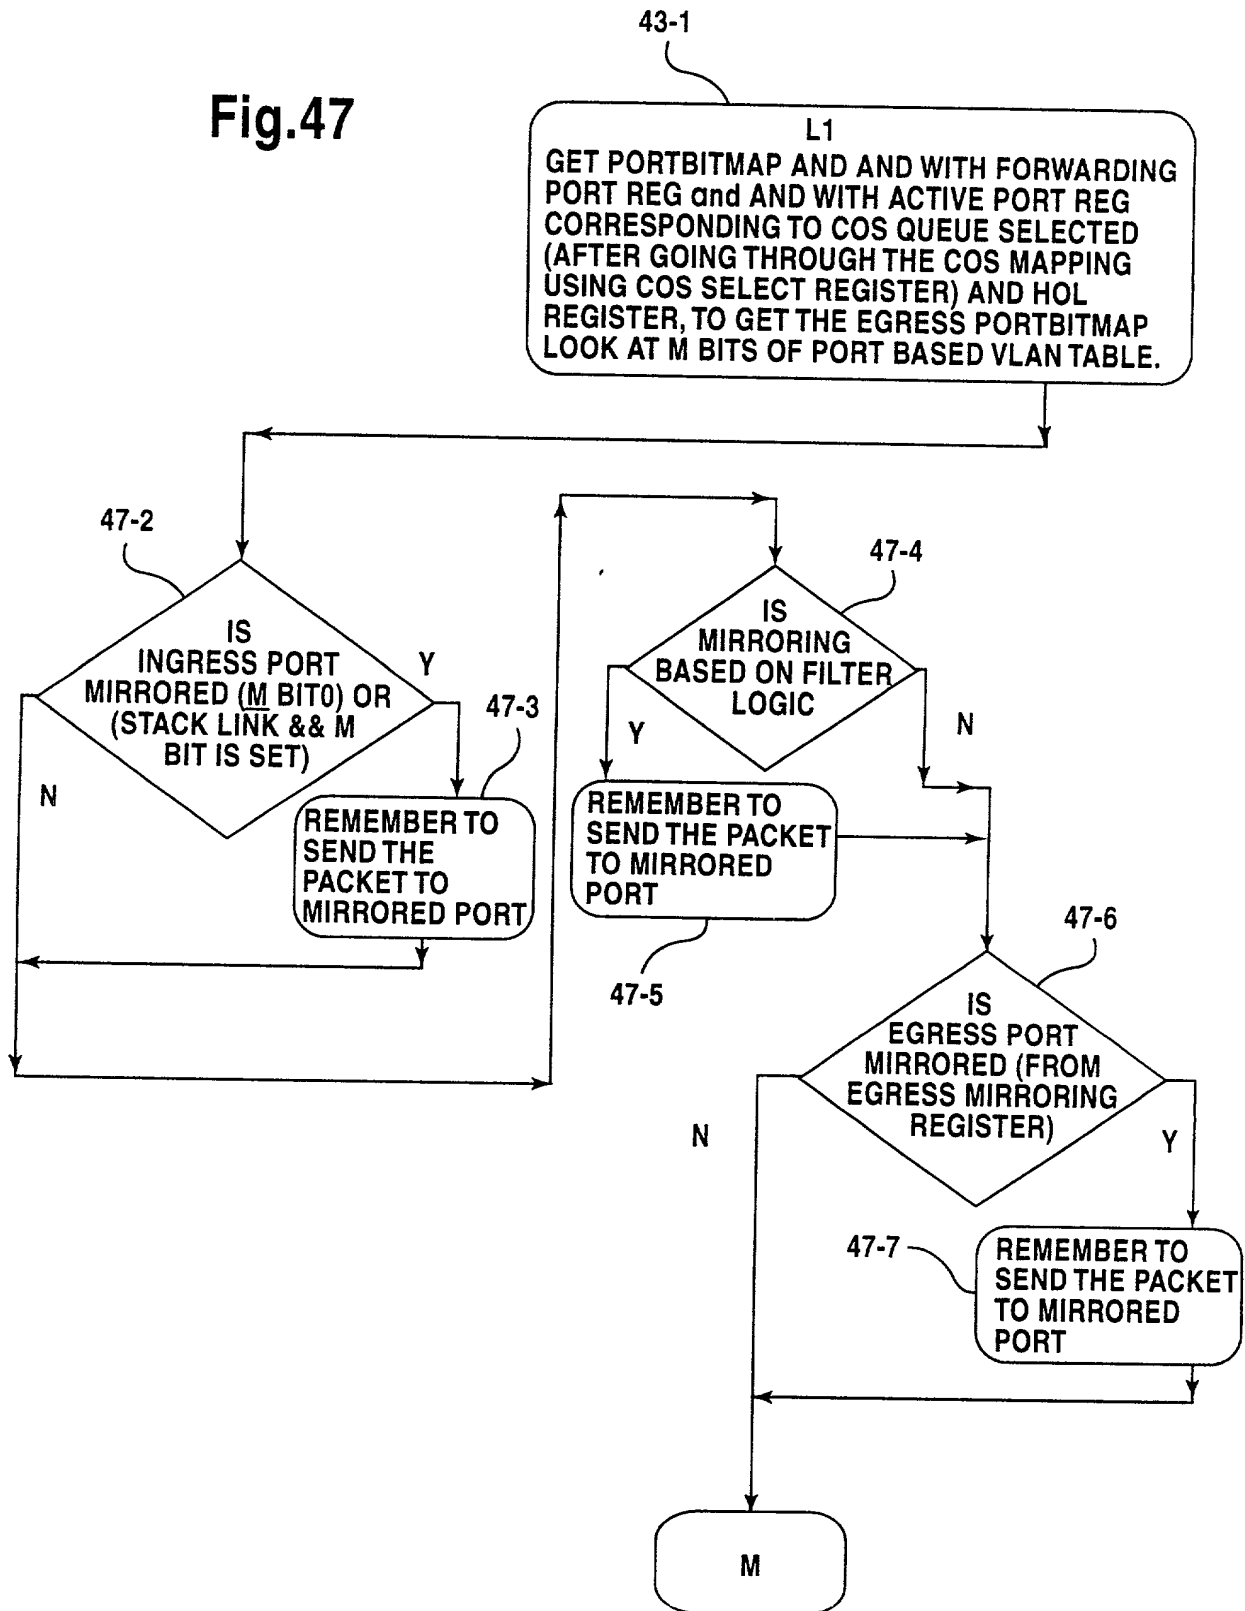 43-1
Fig.47
L1
GET PORTBITMAP AND AND WITH FORWARDING
PORT REG and AND WITH ACTIVE PORT REG
CORRESPONDING TO COS QUEUE SELECTED
(AFTER GOING THROUGH THE COS MAPPING
USING COS SELECT REGISTER) AND HOL
REGISTER, TO GET THE EGRESS PORTBITMAP
LOOK AT M BITS OF PORT BASED VLAN TABLE.
47-2
IS
INGRESS PORT
MIRRORED (M BIT0) OR
(STACK LINK && M
BIT IS SET)
Y
N
47-3
REMEMBER TO
SEND THE
PACKET TO
MIRRORED PORT
47-4
IS
MIRRORING
BASED ON FILTER
LOGIC
Y
N
REMEMBER TO
SEND THE PACKET
TO MIRRORED
PORT
47-5
47-6
IS
EGRESS PORT
MIRRORED (FROM
EGRESS MIRRORING
REGISTER)
N
Y
47-7
REMEMBER TO
SEND THE PACKET
TO MIRRORED
PORT
M